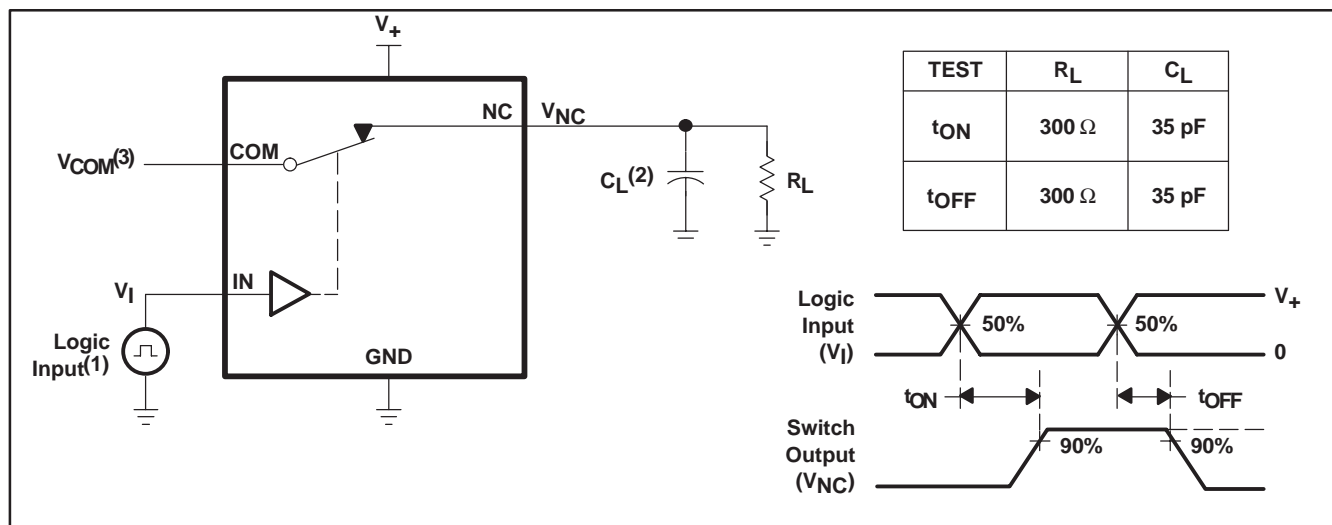 V+
NC
VNC
COM
VCOM(3)
CL(2)
RL
VI
IN
Logic
Input(1)
GND
TEST RL CL
tON 300 Ω 35 pF
tOFF 300 Ω 35 pF
Logic
Input
(VI)
50%
50%
V+
0
tON
tOFF
Switch
Output
(VNC)
90%
90%